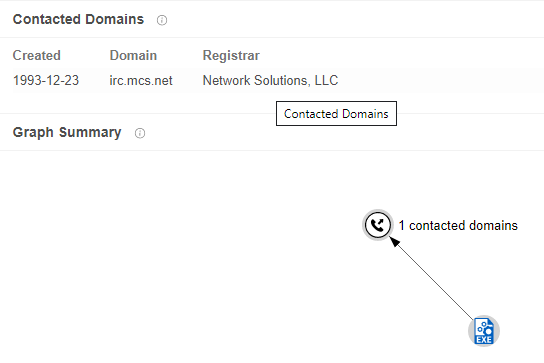 Contacted Domains
Created Domain Registrar
1993-12-23 irc.mcs.net Network Solutions, LLC
Contacted Domains
Graph Summary
1 contacted domains
EXE